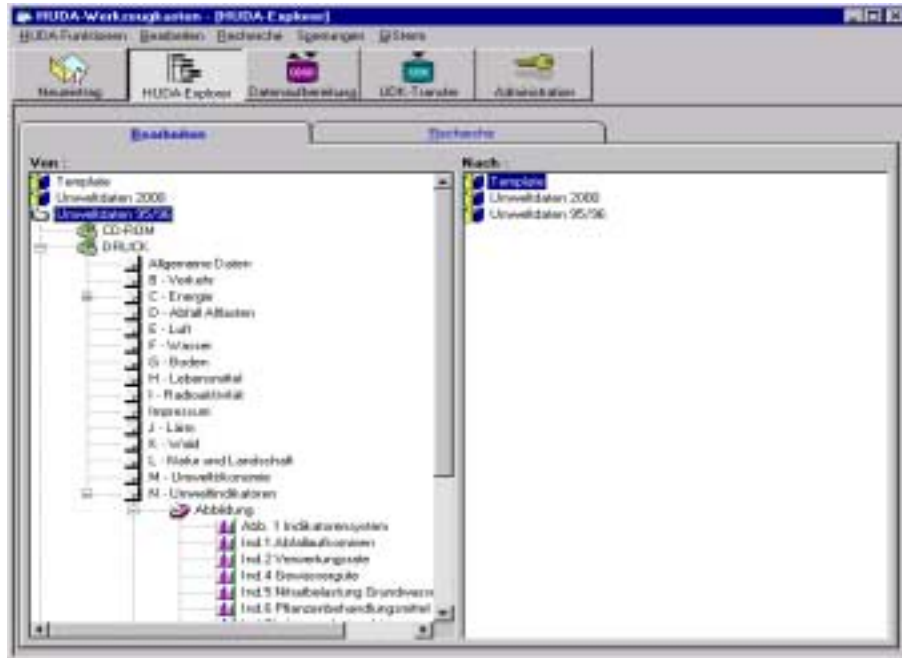 HUDA-Werkzeugkasten - [HUDA-Explorer]
HUDA-Funktionen Bearbeiten Recherche Sperrungen
Neueintrag HUDA-Explorer Datenaufbereitung UDK-Transfer Administration
Bearbeiten Recherche
Von : Nach :
Template Template
Umweltdaten 2000 Umweltdaten 2000
Umweltdaten 95/96 Umweltdaten 95/96
CD-ROM
DRUCK
Allgemeine Daten
B - Verkehr
C - Energie
D - Abfall Altlasten
E - Luft
F - Wasser
G - Boden
H - Lebensmittel
I - Radioaktivität
Impressum
J - Lärm
K - Wald
L - Natur und Landschaft
M - Umweltökonomie
N - Umweltindikatoren
Abbildung
Abb. 1 Indikatorensystem
Ind.1 Abfallaufkommen
Ind.2 Verwertungsrate
Ind.4 Gewässergüte
Ind.5 Nitratbelastung Grundwasse
Ind.6 Pflanzenbehandlungsmittel